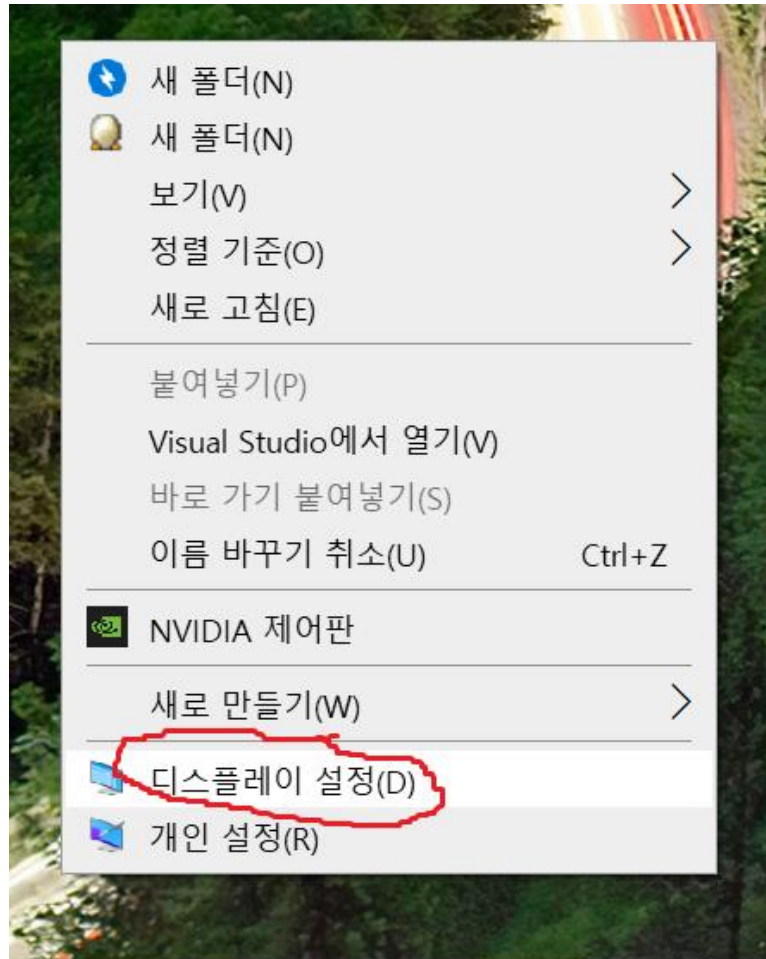 새 폴더(N)
새 폴더(N)
보기(V)
정렬 기준(O)
새로 고침(E)
붙여넣기(P)
Visual Studio에서 열기(V)
바로 가기 붙여넣기(S)
이름 바꾸기 취소(U) Ctrl+Z
NVIDIA 제어판
새로 만들기(W)
디스플레이 설정(D)
개인 설정(R)